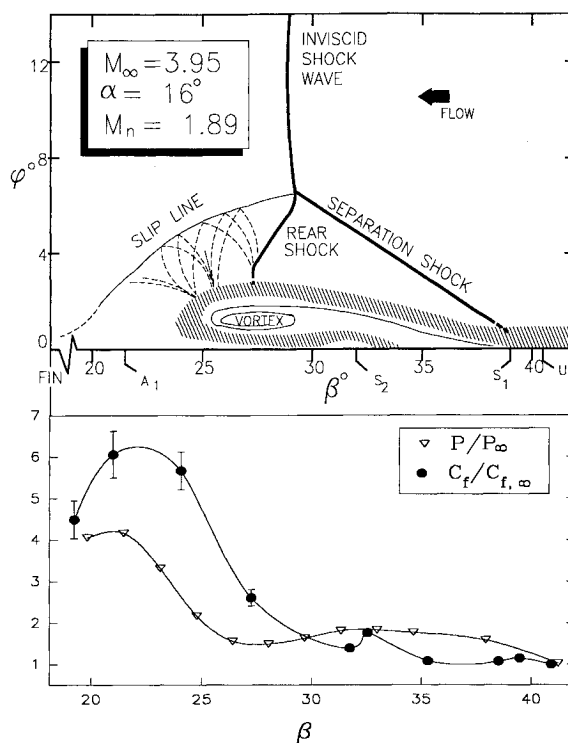 M∞ = 3.95
α = 16°
Mn = 1.89
INVISCID
SHOCK
WAVE
FLOW
12
8
φ°
4
0
SLIP LINE
REAR
SHOCK
SEPARATION SHOCK
VORTEX
FIN
20
A1
25
30
β°
S2
35
S1
40
U
7
6
5
4
3
2
1
P/P∞
Cf/Cf,∞
20
25
30
35
40
β